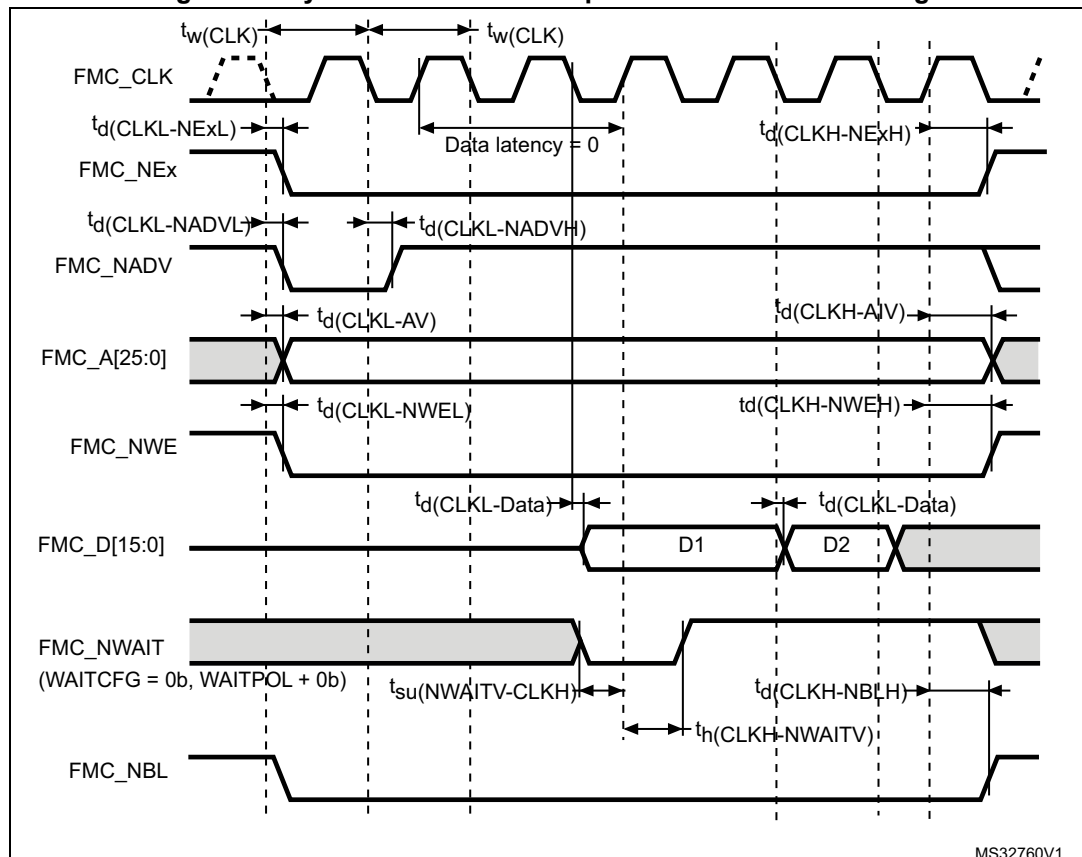 tw(CLK) tw(CLK)
FMC_CLK
td(CLKL-NExL) Data latency = 0 td(CLKH-NExH)
FMC_NEx
td(CLKL-NADVL) td(CLKL-NADVH)
FMC_NADV
td(CLKL-AV) td(CLKH-AIV)
FMC_A[25:0]
td(CLKL-NWEL) td(CLKH-NWEH)
FMC_NWE
td(CLKL-Data) td(CLKL-Data)
FMC_D[15:0] D1 D2
FMC_NWAIT
(WAITCFG = 0b, WAITPOL + 0b)
tsu(NWAITV-CLKH) td(CLKH-NBLH)
th(CLKH-NWAITV)
FMC_NBL
MS32760V1